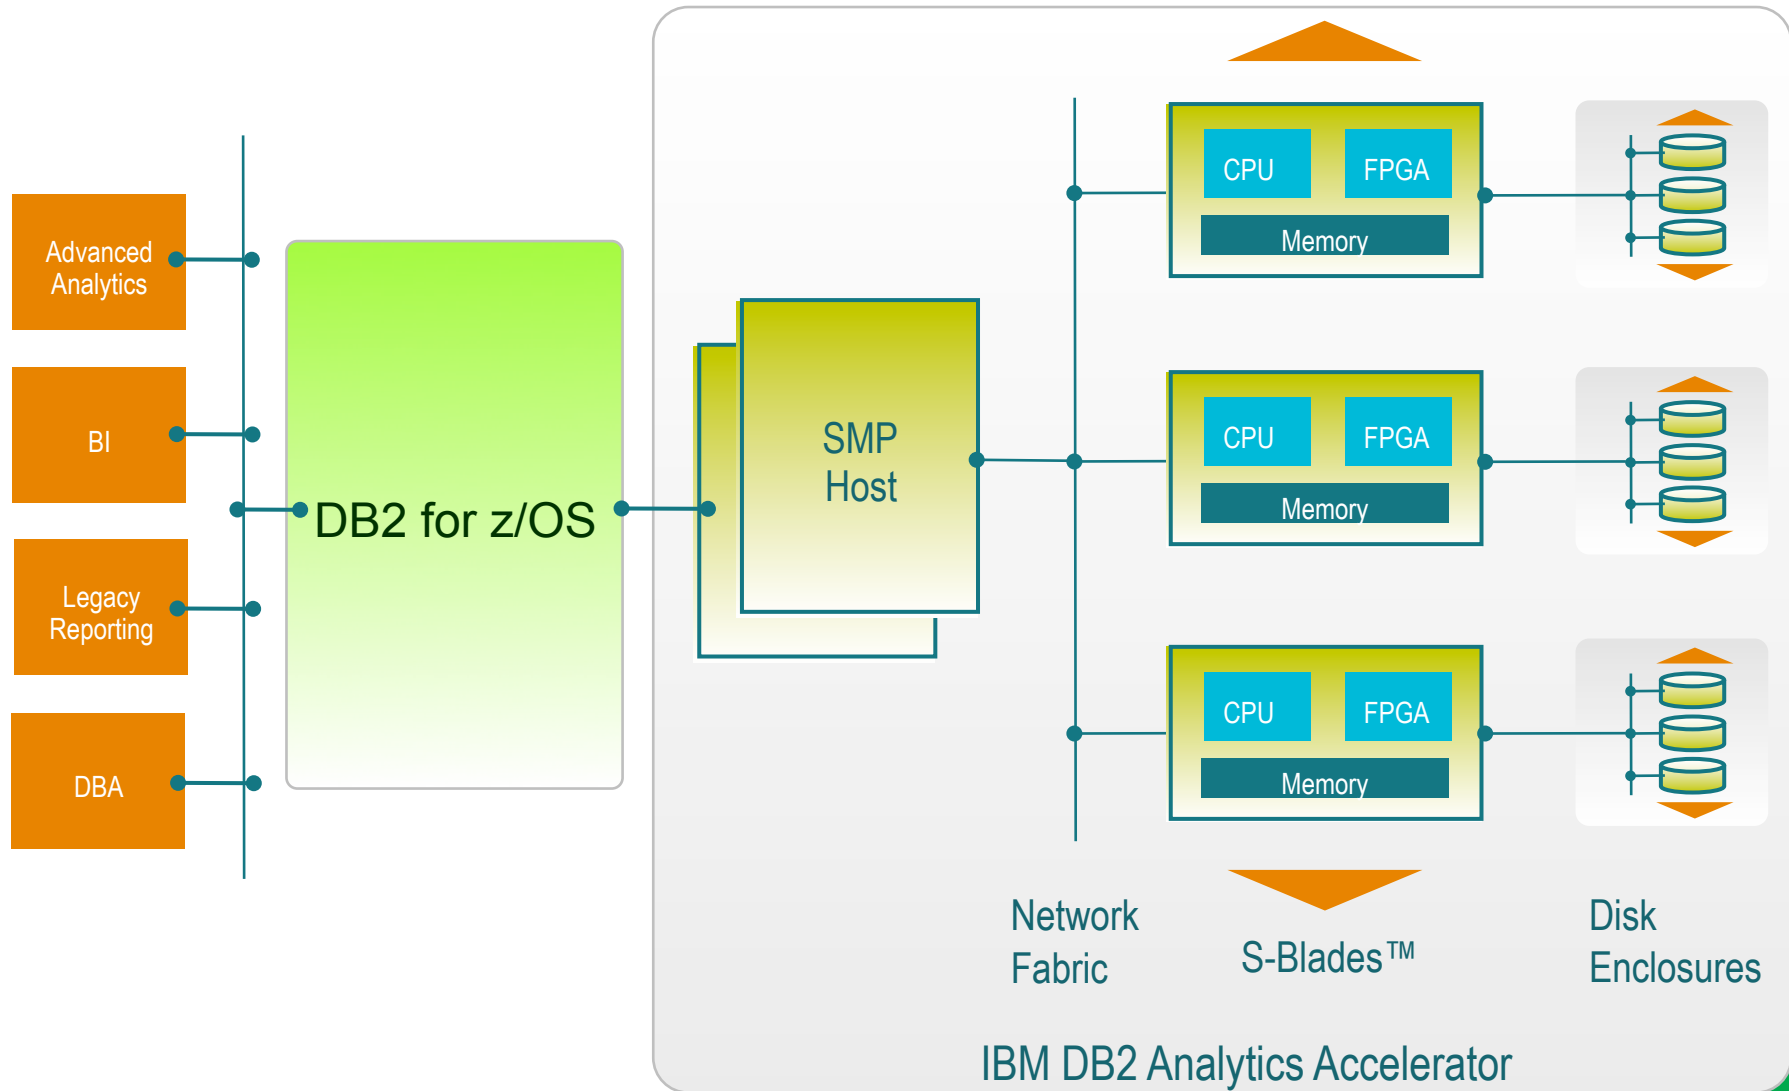 Advanced
Analytics
BI
Legacy
Reporting
DBA
DB2 for z/OS
SMP
Host
CPU
FPGA
Memory
CPU
FPGA
Memory
CPU
FPGA
Memory
Network
Fabric
S-Blades™
Disk
Enclosures
IBM DB2 Analytics Accelerator